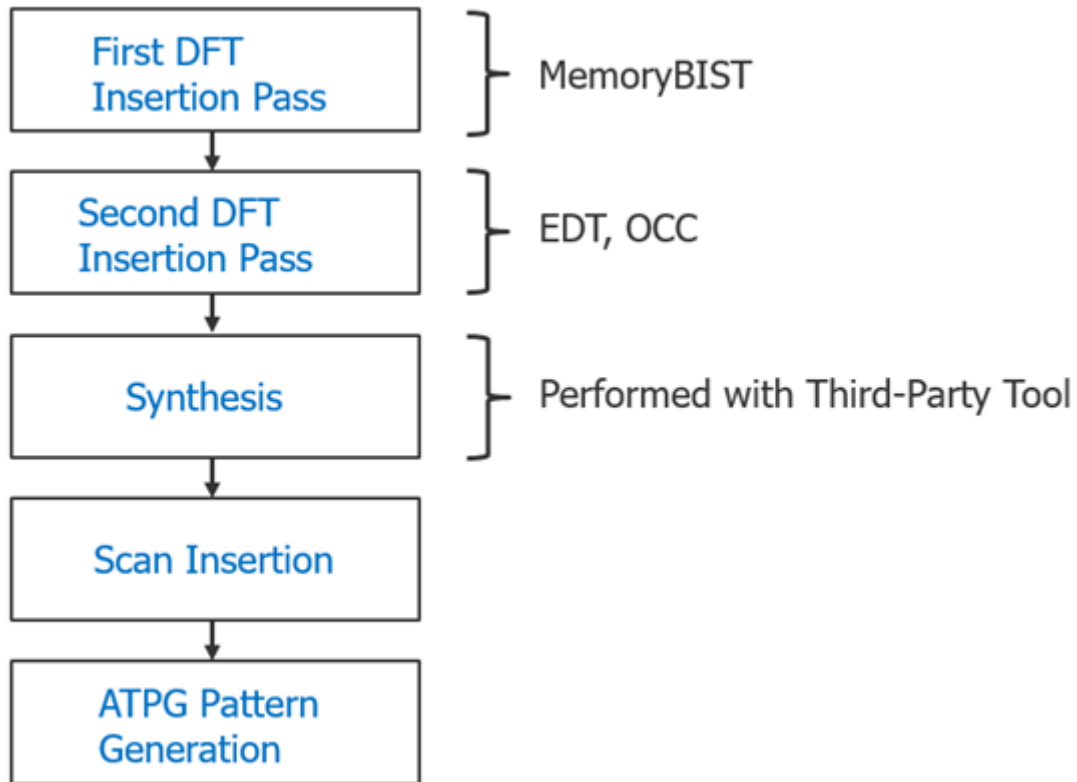 First DFT
Insertion Pass
MemoryBIST
Second DFT
Insertion Pass
EDT, OCC
Synthesis
Performed with Third-Party Tool
Scan Insertion
ATPG Pattern
Generation